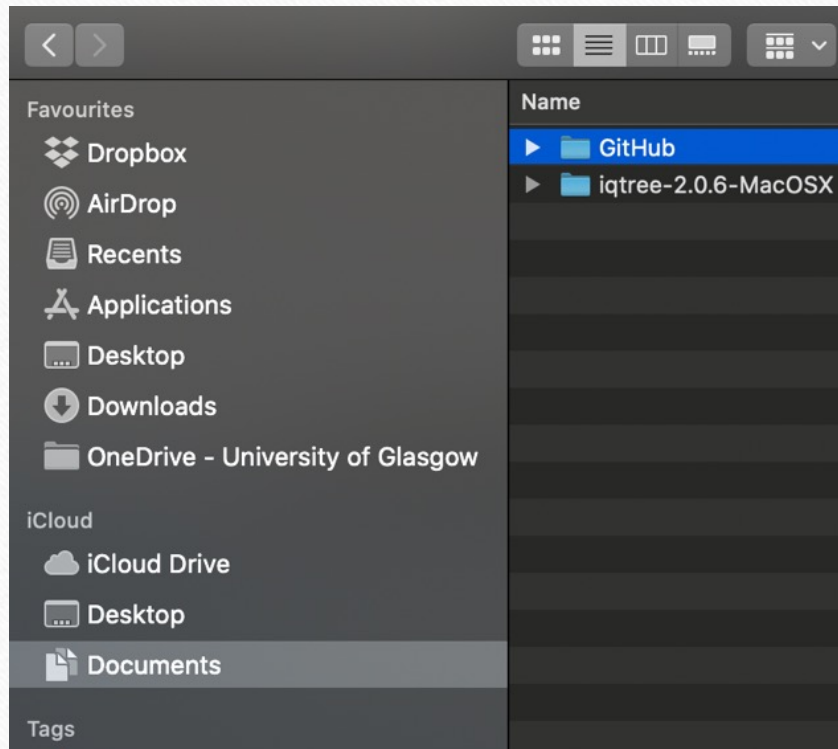 Favourites
Dropbox
AirDrop
Recents
Applications
Desktop
Downloads
OneDrive - University of Glasgow
iCloud
iCloud Drive
Desktop
Documents
Tags
Name
GitHub
iqtree-2.0.6-MacOSX